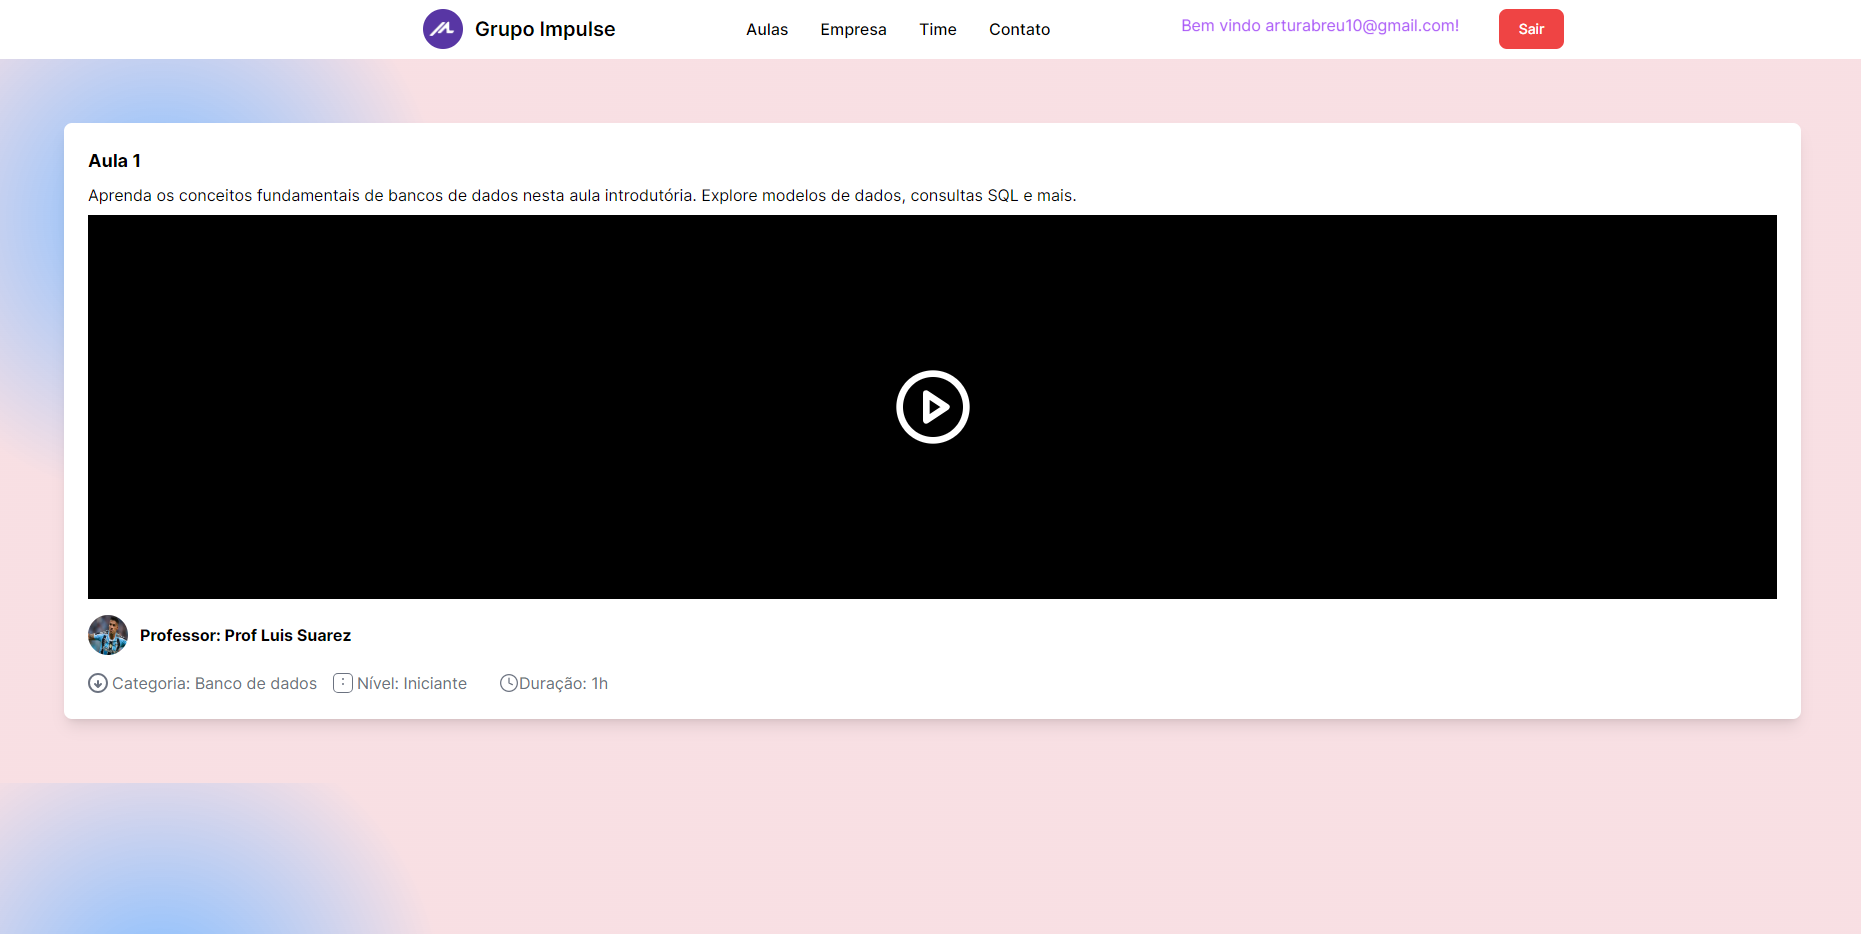 Grupo Impulse
Aulas
Empresa
Time
Contato
Bem vindo arturabreu10@gmail.com!
Sair
Aula 1
Aprenda os conceitos fundamentais de bancos de dados nesta aula introdutória. Explore modelos de dados, consultas SQL e mais.
Professor: Prof Luis Suarez
Categoria: Banco de dados
Nível: Iniciante
Duração: 1h